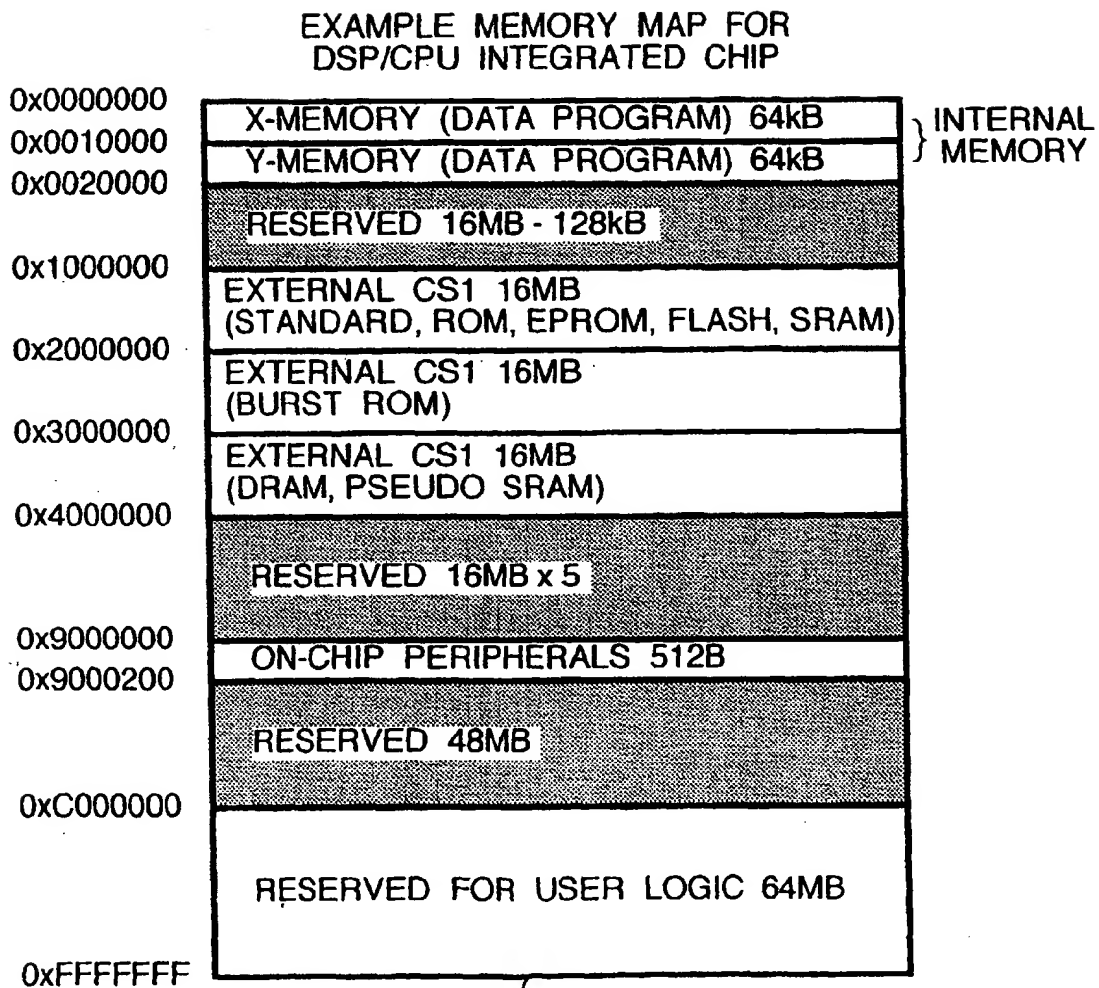 EXAMPLE MEMORY MAP FOR
DSP/CPU INTEGRATED CHIP
0x0000000
X-MEMORY (DATA PROGRAM) 64kB
INTERNAL
MEMORY
0x0010000
Y-MEMORY (DATA PROGRAM) 64kB
0x0020000
RESERVED 16MB - 128kB
0x1000000
EXTERNAL CS1 16MB
(STANDARD, ROM, EPROM, FLASH, SRAM)
0x2000000
EXTERNAL CS1 16MB
(BURST ROM)
0x3000000
EXTERNAL CS1 16MB
(DRAM, PSEUDO SRAM)
0x4000000
RESERVED 16MB x 5
0x9000000
ON-CHIP PERIPHERALS 512B
0x9000200
RESERVED 48MB
0xC000000
RESERVED FOR USER LOGIC 64MB
0xFFFFFFF